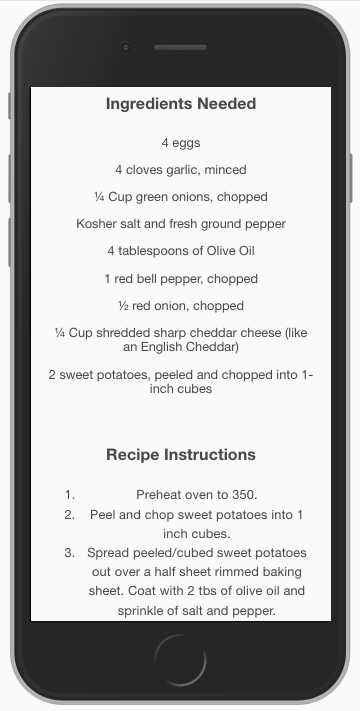 Ingredients Needed
4 eggs
4 cloves garlic, minced
¼ Cup green onions, chopped
Kosher salt and fresh ground pepper
4 tablespoons of Olive Oil
1 red bell pepper, chopped
½ red onion, chopped
¼ Cup shredded sharp cheddar cheese (like
an English Cheddar)
2 sweet potatoes, peeled and chopped into 1-
inch cubes
Recipe Instructions
1. Preheat oven to 350.
2. Peel and chop sweet potatoes into 1
inch cubes.
3. Spread peeled/cubed sweet potatoes
out over a half sheet rimmed baking
sheet. Coat with 2 tbs of olive oil and
sprinkle of salt and pepper.